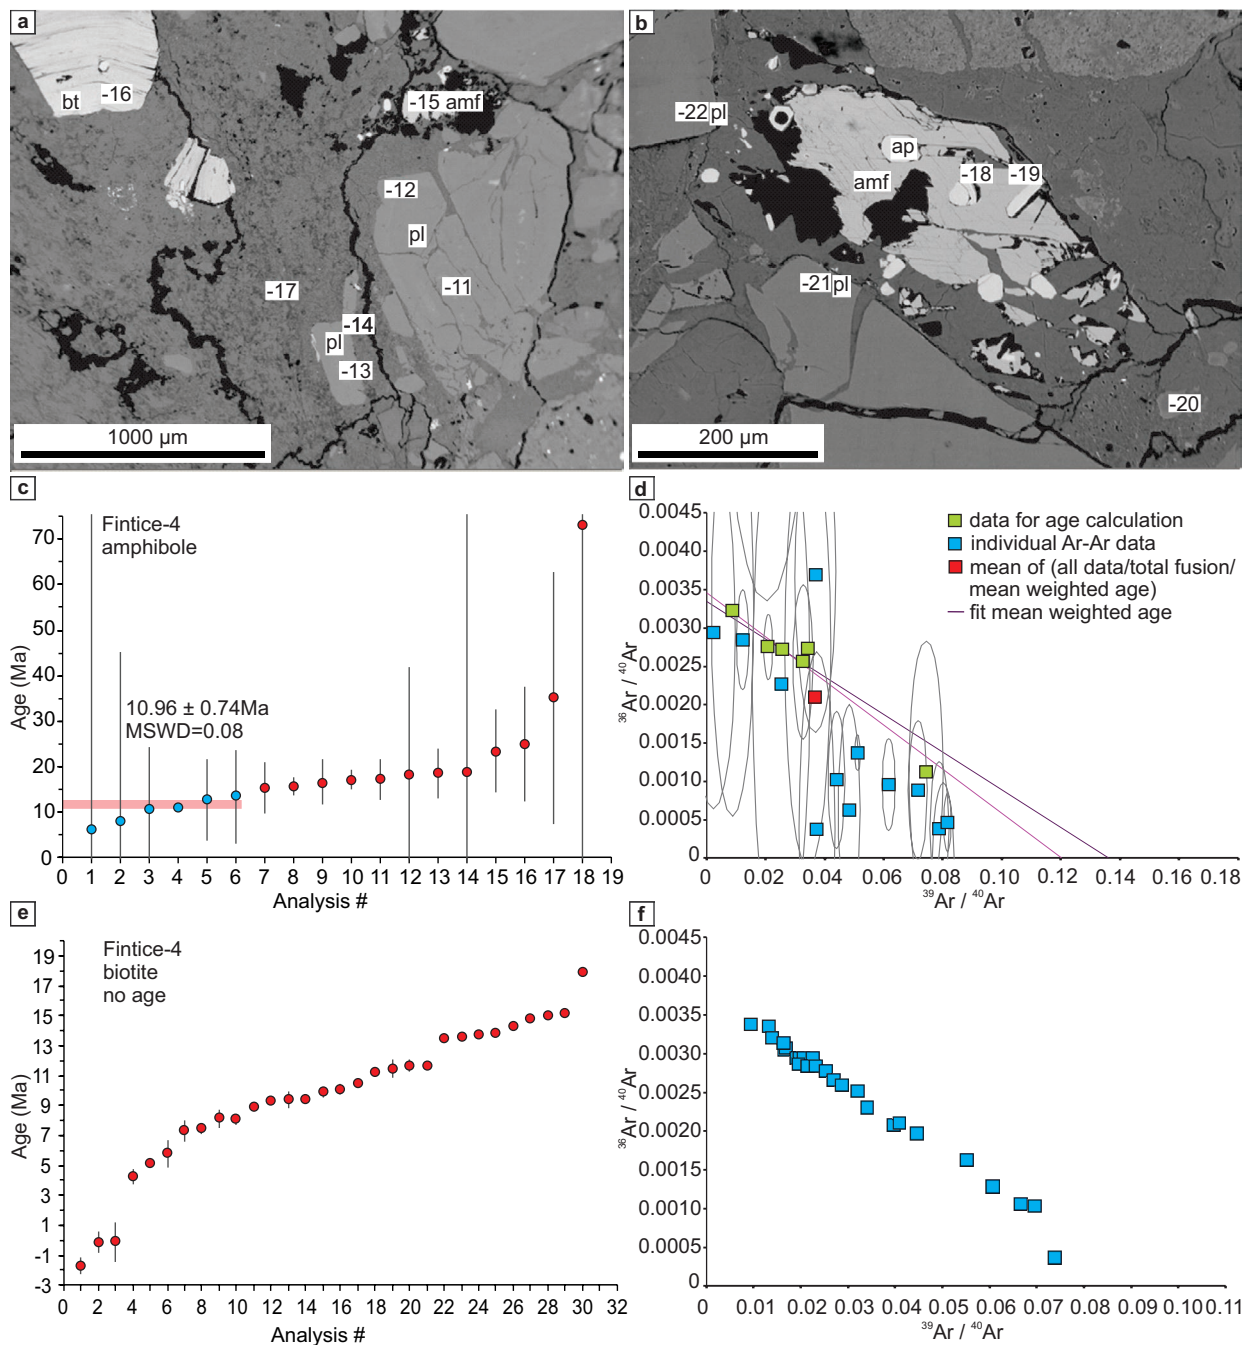 a
bt
-16
-15 amf
-12
pl
-11
-17
-14
pl
-13
1000 µm
b
-22 pl
ap
-18
-19
amf
-21 pl
-20
200 µm
c
Fintice-4
amphibole
10.96 ± 0.74Ma
MSWD=0.08
Age (Ma)
70
60
50
40
30
20
10
0
0 1 2 3 4 5 6 7 8 9 10 11 12 13 14 15 16 17 18 19
Analysis #
d
data for age calculation
individual Ar-Ar data
mean of (all data/total fusion/
mean weighted age)
fit mean weighted age
³⁶Ar / ⁴⁰Ar
0.0045
0.0035
0.0030
0.0025
0.0020
0.0015
0.0010
0.0005
0
0 0.02 0.04 0.06 0.08 0.10 0.12 0.14 0.16 0.18
³⁹Ar / ⁴⁰Ar
e
Fintice-4
biotite
no age
Age (Ma)
19
17
15
13
11
9
7
5
3
1
-1
-3
0 2 4 6 8 10 12 14 16 18 20 22 24 26 28 30 32
Analysis #
f
³⁶Ar / ⁴⁰Ar
0.0045
0.0035
0.0030
0.0025
0.0020
0.0015
0.0010
0.0005
0
0 0.01 0.02 0.03 0.04 0.05 0.06 0.07 0.08 0.09 0.10 0.11
³⁹Ar / ⁴⁰Ar